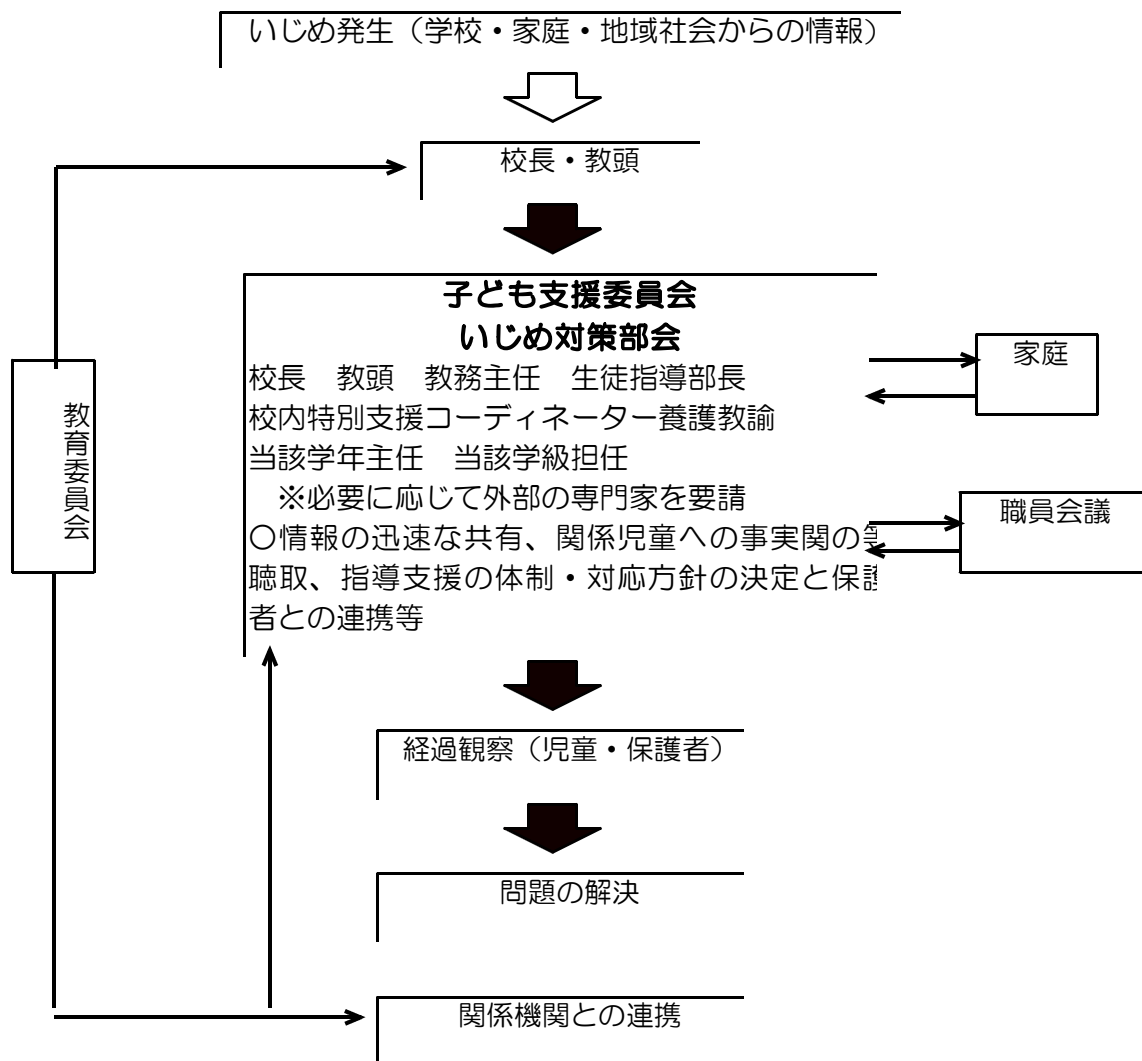 いじめ発生（学校・家庭・地域社会からの情報）
校長・教頭
子ども支援委員会
いじめ対策部会
校長　教頭　教務主任　生徒指導部長
校内特別支援コーディネーター養護教諭
当該学年主任　当該学級担任
※必要に応じて外部の専門家を要請
〇情報の迅速な共有、関係児童への事実関の等
聴取、指導支援の体制・対応方針の決定と保護
者との連携等
家庭
職員会議
教育委員会
経過観察（児童・保護者）
問題の解決
関係機関との連携